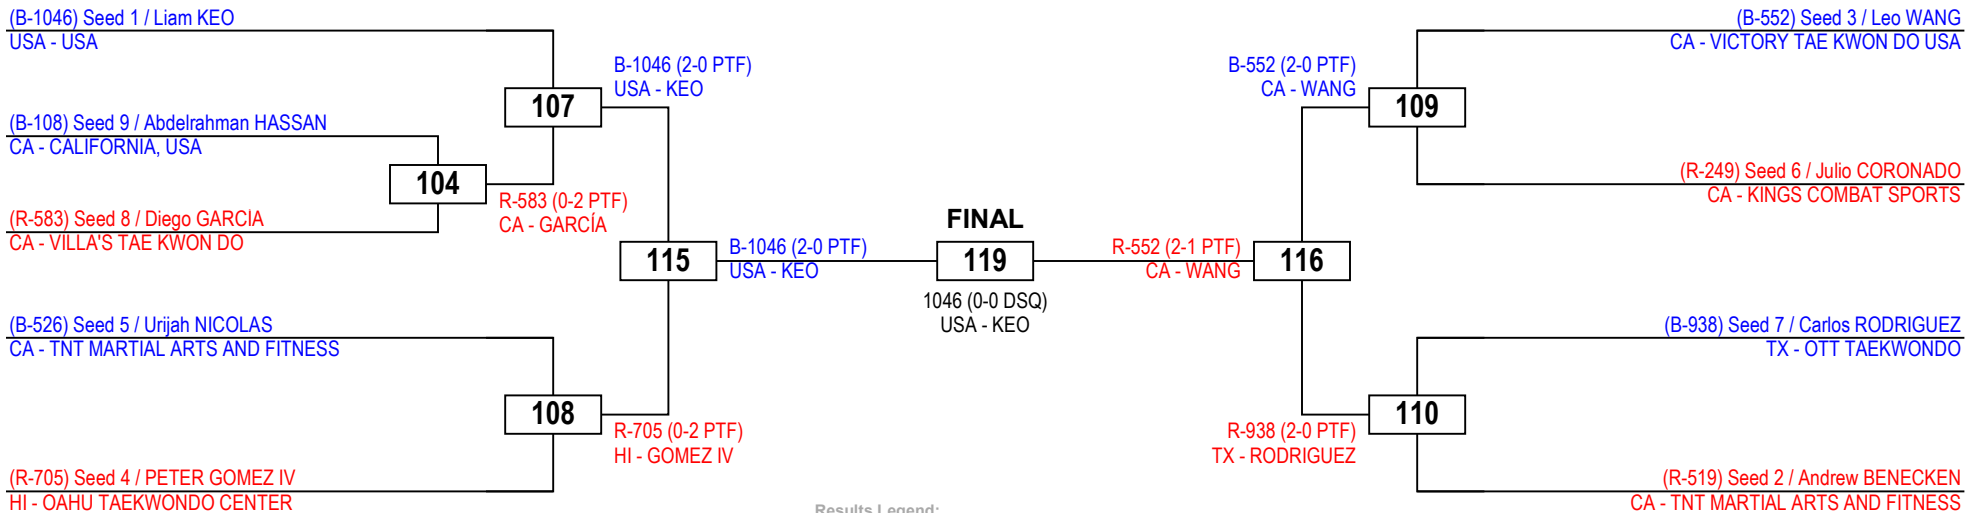 (B-1046) Seed 1 / Liam KEO
USA - USA
(B-108) Seed 9 / Abdelrahman HASSAN
CA - CALIFORNIA, USA
(R-583) Seed 8 / Diego GARCÍA
CA - VILLA'S TAE KWON DO
(B-526) Seed 5 / Urijah NICOLAS
CA - TNT MARTIAL ARTS AND FITNESS
(R-705) Seed 4 / PETER GOMEZ IV
HI - OAHU TAEKWONDO CENTER
104
R-583 (0-2 PTF)
CA - GARCÍA
107
B-1046 (2-0 PTF)
USA - KEO
108
R-705 (0-2 PTF)
HI - GOMEZ IV
115
B-1046 (2-0 PTF)
USA - KEO
FINAL
119
1046 (0-0 DSQ)
USA - KEO
R-552 (2-1 PTF)
CA - WANG
116
B-552 (2-0 PTF)
CA - WANG
109
R-938 (2-0 PTF)
TX - RODRIGUEZ
110
(B-552) Seed 3 / Leo WANG
CA - VICTORY TAE KWON DO USA
(R-249) Seed 6 / Julio CORONADO
CA - KINGS COMBAT SPORTS
(B-938) Seed 7 / Carlos RODRIGUEZ
TX - OTT TAEKWONDO
(R-519) Seed 2 / Andrew BENECKEN
CA - TNT MARTIAL ARTS AND FITNESS
Results Legend: